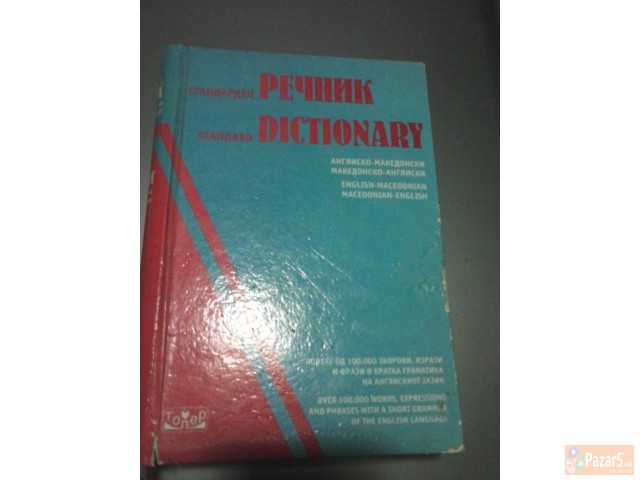 СТАНДАРДЕН РЕЧНИК
STANDARD DICTIONARY
АНГЛИСКО-МАКЕДОНСКИ
МАКЕДОНСКО-АНГЛИСКИ
ENGLISH-MACEDONIAN
MACEDONIAN-ENGLISH
ПОВЕЌЕ ОД 100.000 ЗБОРОВИ, ИЗРАЗИ
И ФРАЗИ И КРАТКА ГРАМАТИКА
НА АНГЛИСКИОТ ЈАЗИК
OVER 100.000 WORDS, EXPRESSIONS
AND PHRASES WITH A SHORT GRAMMAR
OF THE ENGLISH LANGUAGE
Топер
Pazar5